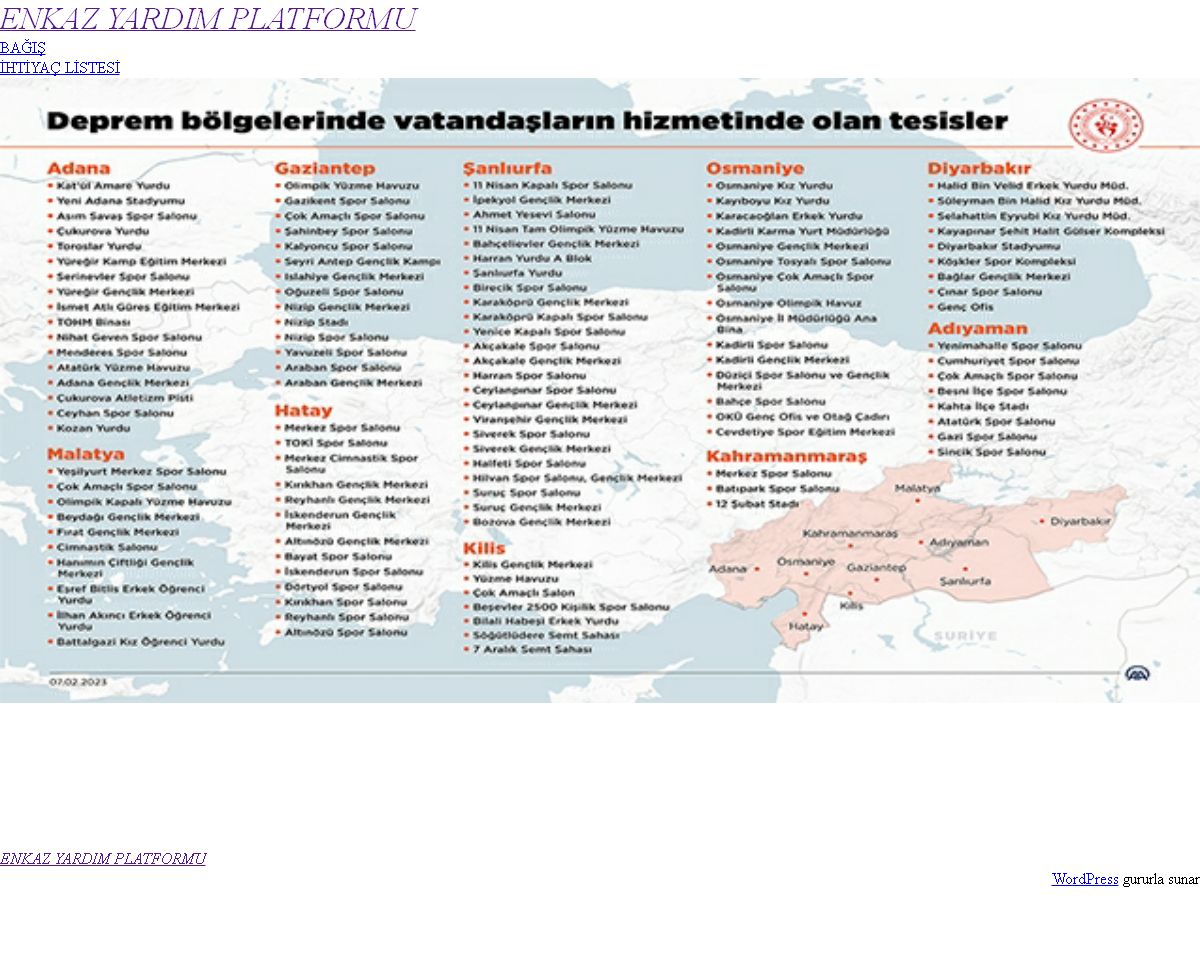 ENKAZ YARDIM PLATFORMU
BAĞIŞ
İHTİYAÇ LİSTESİ
Deprem bölgelerinde vatandaşların hizmetinde olan tesisler
Adana
Kat'ül Amare Yurdu
Yeni Adana Stadyumu
Asım Savaş Spor Salonu
Çukurova Yurdu
Toroslar Yurdu
Yüreğir Kamp Eğitim Merkezi
Serinevler Spor Salonu
Yüreğir Gençlik Merkezi
İsmet Atlı Güreş Eğitim Merkezi
TOHM Binası
Nihat Geven Spor Salonu
Menderes Spor Salonu
Atatürk Yüzme Havuzu
Adana Gençlik Merkezi
Çukurova Atletizm Pisti
Ceyhan Spor Salonu
Kozan Yurdu
Malatya
Yeşilyurt Merkez Spor Salonu
Çok Amaçlı Spor Salonu
Olimpik Kapalı Yüzme Havuzu
Beydağı Gençlik Merkezi
Fırat Gençlik Merkezi
Cimnastik Salonu
Hanımın Çiftliği Gençlik
Merkezi
Eşref Bitlis Erkek Öğrenci
Yurdu
İlhan Akıncı Erkek Öğrenci
Yurdu
Battalgazi Kız Öğrenci Yurdu
Gaziantep
Olimpik Yüzme Havuzu
Gazikent Spor Salonu
Çok Amaçlı Spor Salonu
Şahinbey Spor Salonu
Kalyoncu Spor Salonu
Seyri Antep Gençlik Kampı
Islahiye Gençlik Merkezi
Oğuzeli Spor Salonu
Nizip Gençlik Merkezi
Nizip Stadı
Nizip Spor Salonu
Yavuzeli Spor Salonu
Araban Spor Salonu
Araban Gençlik Merkezi
Hatay
Merkez Spor Salonu
TOKİ Spor Salonu
Merkez Cimnastik Spor
Salonu
Kırıkhan Gençlik Merkezi
Reyhanlı Gençlik Merkezi
İskenderun Gençlik
Merkezi
Altınözü Gençlik Merkezi
Bayat Spor Salonu
İskenderun Spor Salonu
Dörtyol Spor Salonu
Kırıkhan Spor Salonu
Reyhanlı Spor Salonu
Altınözü Spor Salonu
Şanlıurfa
11 Nisan Kapalı Spor Salonu
İpekyol Gençlik Merkezi
Ahmet Yesevi Salonu
11 Nisan Tam Olimpik Yüzme Havuzu
Bahçelievler Gençlik Merkezi
Harran Yurdu A Blok
Şanlıurfa Yurdu
Birecik Spor Salonu
Karaköprü Gençlik Merkezi
Karaköprü Kapalı Spor Salonu
Yenice Kapalı Spor Salonu
Akçakale Spor Salonu
Akçakale Gençlik Merkezi
Harran Spor Salonu
Ceylanpınar Spor Salonu
Ceylanpınar Gençlik Merkezi
Viranşehir Gençlik Merkezi
Siverek Spor Salonu
Siverek Gençlik Merkezi
Halfeti Spor Salonu
Hilvan Spor Salonu, Gençlik Merkezi
Suruç Spor Salonu
Suruç Gençlik Merkezi
Bozova Gençlik Merkezi
Kilis
Kilis Gençlik Merkezi
Yüzme Havuzu
Çok Amaçlı Salon
Beşevler 2500 Kişilik Spor Salonu
Bilali Habeşi Erkek Yurdu
Söğütlüdere Semt Sahası
7 Aralık Semt Sahası
Osmaniye
Osmaniye Kız Yurdu
Kayıboyu Kız Yurdu
Karacaoğlan Erkek Yurdu
Kadirli Karma Yurt Müdürlüğü
Osmaniye Gençlik Merkezi
Osmaniye Tosyalı Spor Salonu
Osmaniye Çok Amaçlı Spor
Salonu
Osmaniye Olimpik Havuz
Osmaniye İl Müdürlüğü Ana
Bina
Kadirli Spor Salonu
Kadirli Gençlik Merkezi
Düziçi Spor Salonu ve Gençlik
Merkezi
Bahçe Spor Salonu
OKÜ Genç Ofis ve Otağ Çadırı
Cevdetiye Spor Eğitim Merkezi
Kahramanmaraş
Merkez Spor Salonu
Batıpark Spor Salonu
12 Şubat Stadı
Diyarbakır
Halid Bin Velid Erkek Yurdu Müd.
Süleyman Bin Halid Kız Yurdu Müd.
Selahattin Eyyubi Kız Yurdu Müd.
Kayapınar Şehit Halit Gülser Kompleksi
Diyarbakır Stadyumu
Köşkler Spor Kompleksi
Bağlar Gençlik Merkezi
Çınar Spor Salonu
Genç Ofis
Adıyaman
Yenimahalle Spor Salonu
Cumhuriyet Spor Salonu
Çok Amaçlı Spor Salonu
Besni İlçe Spor Salonu
Kahta İlçe Stadı
Atatürk Spor Salonu
Gazi Spor Salonu
Sincik Spor Salonu
Malatya
Diyarbakır
Kahramanmaraş
Adıyaman
Adana
Osmaniye
Gaziantep
Şanlıurfa
Kilis
Hatay
SURİYE
07.02.2023
AA
ENKAZ YARDIM PLATFORMU
WordPress gururla sunar